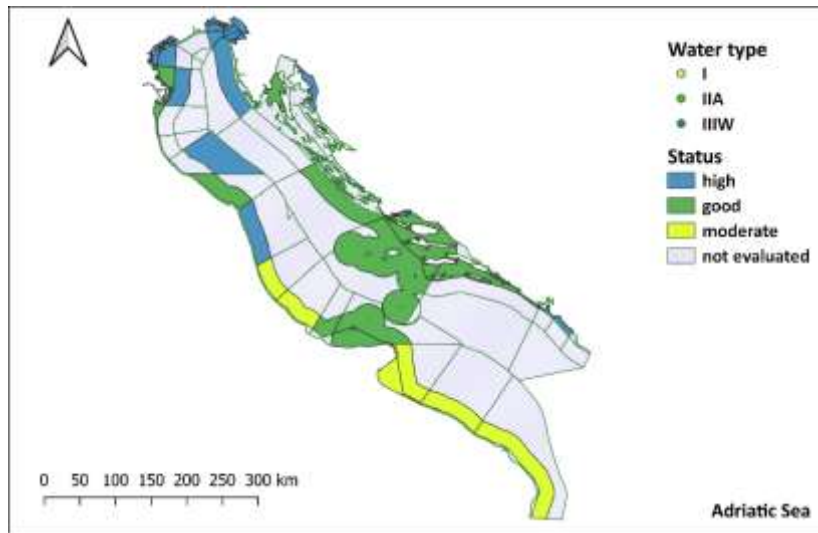 Water type
I
IIA
IIIW
Status
high
good
moderate
not evaluated
0 50 100 150 200 250 300 km
Adriatic Sea